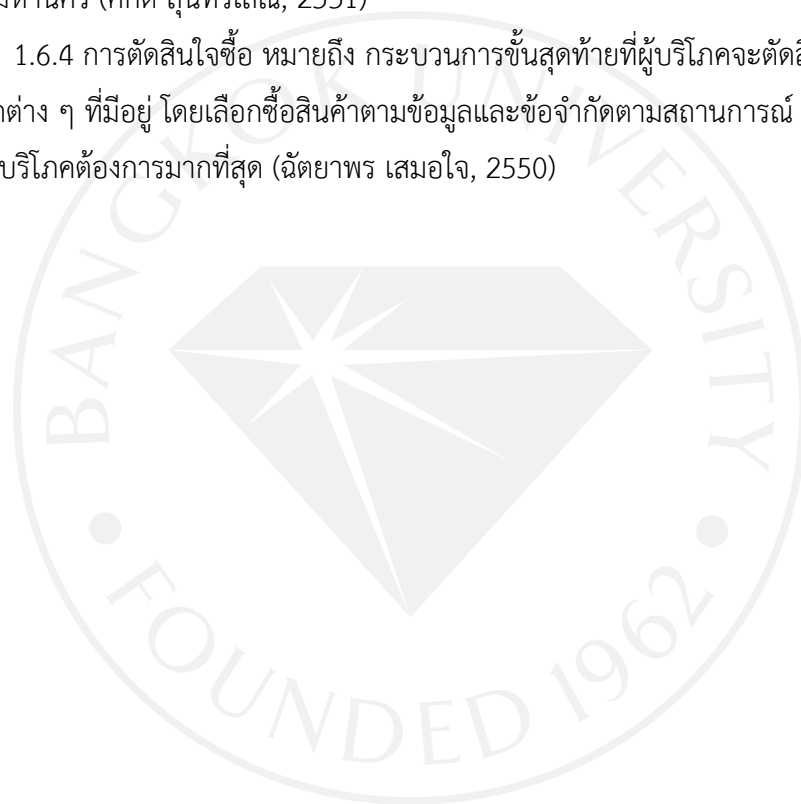 2551)
1.6.4 การตัดสินใจซื้อ หมายถึง กระบวนการขั้นสุดท้ายที่ผู้บริโภคจะตัดสิ
ต่าง ๆ ที่มีอยู่ โดยเลือกซื้อสินค้าตามข้อมูลและข้อจำกัดตามสถานการณ์
บริโภคต้องการมากที่สุด (ฉัตยาพร เสมอใจ, 2550)
BANGKOK UNIVERSITY
FOUNDED 1962